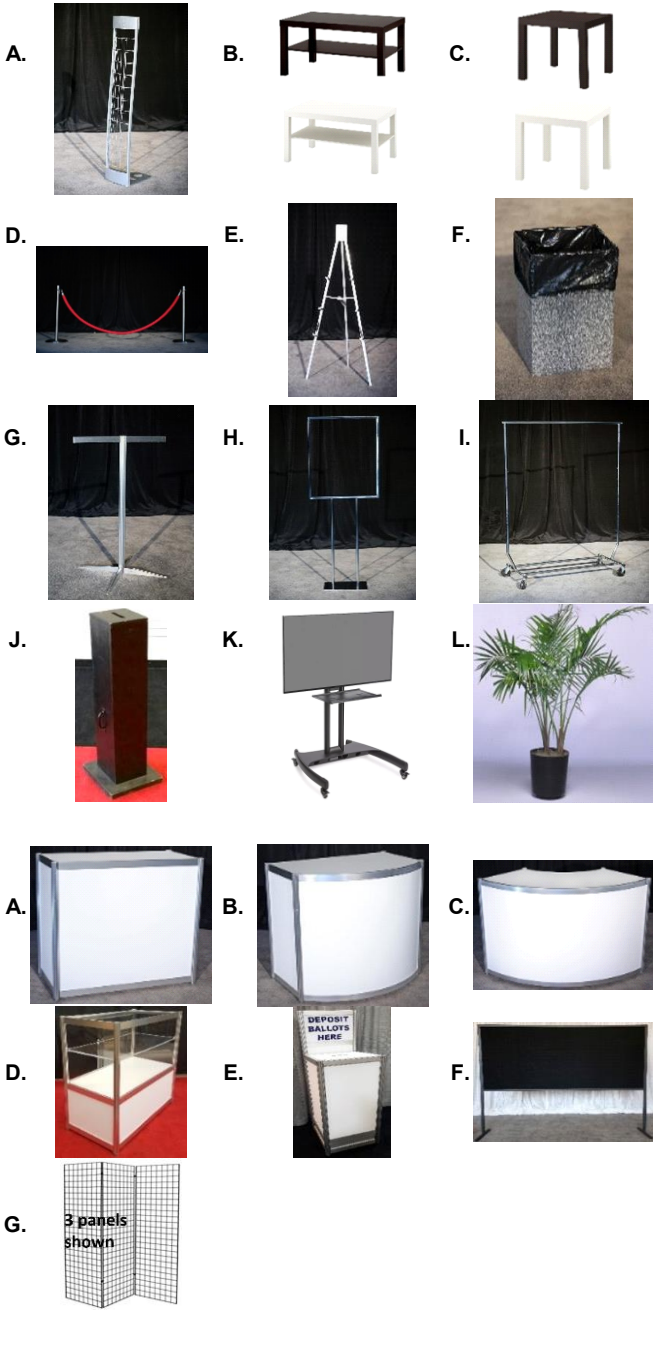 A.
B.
C.
D.
E.
F.
G.
H.
I.
J.
K.
L.
A.
B.
C.
D.
DEPOSIT
BALLOTS
HERE
E.
F.
G.
3 panels
shown